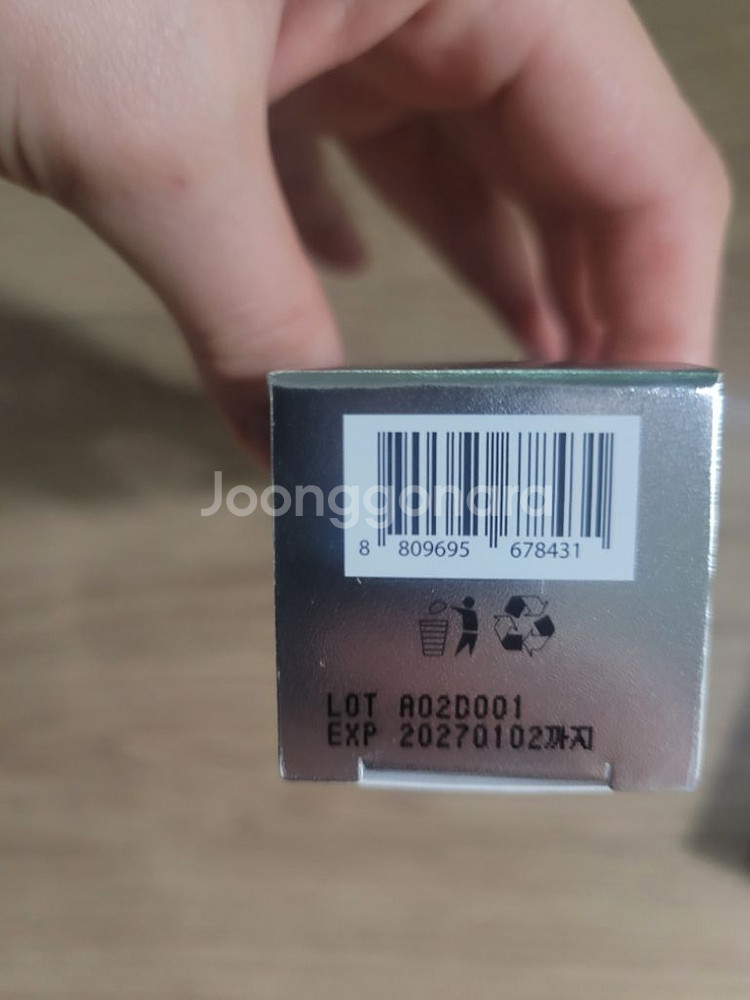 Joonggonara
8 809695 678431
LOT A02D001
EXP 20270102까지